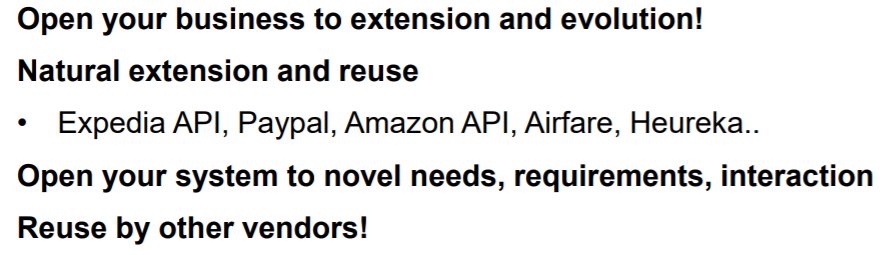 Open your business to extension and evolution!
Natural extension and reuse
• Expedia API, Paypal, Amazon API, Airfare, Heureka..
Open your system to novel needs, requirements, interaction
Reuse by other vendors!